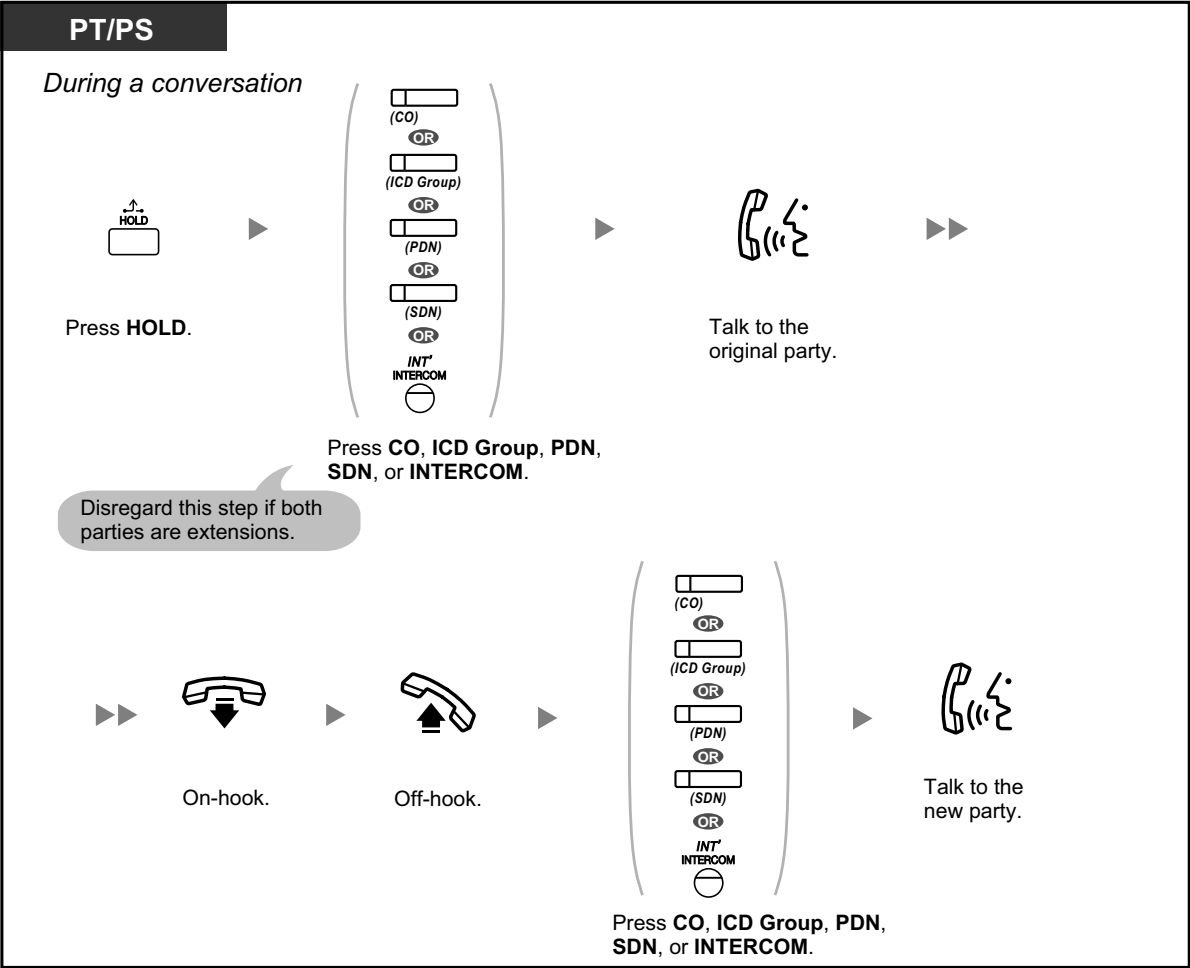 PT/PS
During a conversation
HOLD
Press HOLD.
(CO)
OR
(ICD Group)
OR
(PDN)
OR
(SDN)
OR
INT'
INTERCOM
Press CO, ICD Group, PDN,
SDN, or INTERCOM.
Disregard this step if both
parties are extensions.
Talk to the
original party.
On-hook.
Off-hook.
(CO)
OR
(ICD Group)
OR
(PDN)
OR
(SDN)
OR
INT'
INTERCOM
Press CO, ICD Group, PDN,
SDN, or INTERCOM.
Talk to the
new party.